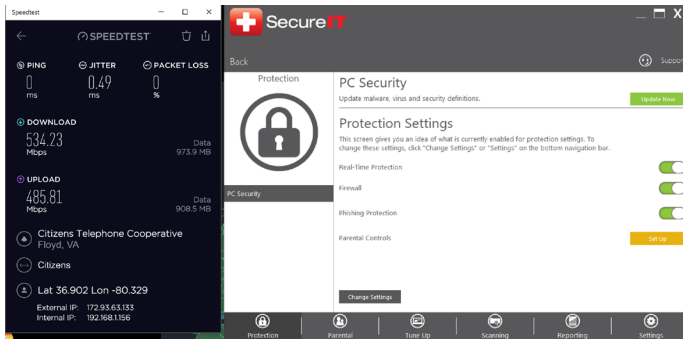 Speedtest
SPEEDTEST
PING
JITTER
PACKET LOSS
0
0.49
0
ms
ms
%
DOWNLOAD
534.23
Mbps
Data
973.9 MB
UPLOAD
485.81
Mbps
Data
908.5 MB
Citizens Telephone Cooperative
Floyd, VA
Citizens
Lat 36.902 Lon -80.329
External IP: 172.93.63.133
Internal IP: 192.168.1.156
SecureIT
Back
Suppor
Protection
PC Security
PC Security
Update malware, virus and security definitions.
Update Now
Protection Settings
This screen gives you an idea of what is currently enabled for protection settings. To
change these settings, click "Change Settings" or "Settings" on the bottom navigation bar.
Real-Time Protection
Firewall
Phishing Protection
Parental Controls
Set Up
Change Settings
Protection
Parental
Tune Up
Scanning
Reporting
Settings